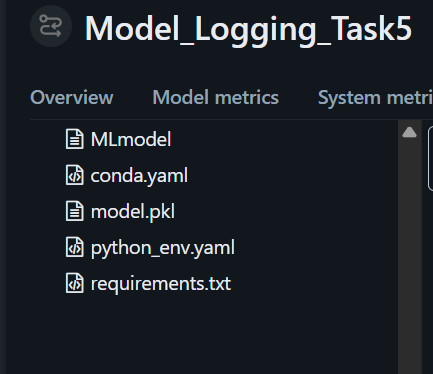 Model_Logging_Task5
Overview Model metrics System metri
MLmodel
conda.yaml
model.pkl
python_env.yaml
requirements.txt